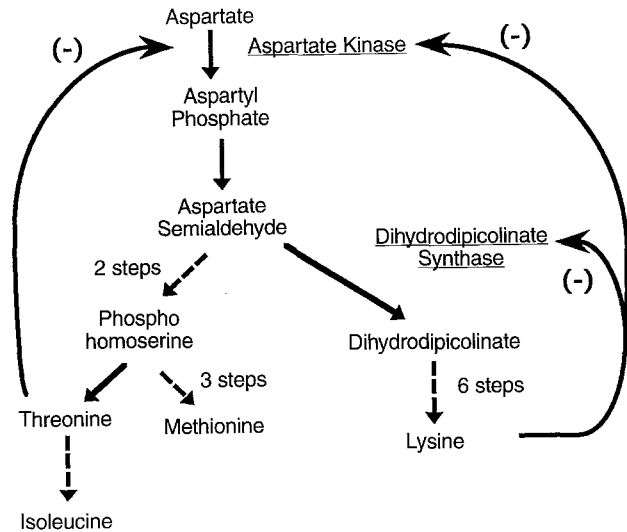 Aspartate
(-)
Aspartate Kinase
(-)
Aspartyl
Phosphate
Aspartate
Semialdehyde
Dihydrodipicolinate
Synthase
(-)
2 steps
Phospho
homoserine
Dihydrodipicolinate
3 steps
6 steps
Threonine
Methionine
Lysine
Isoleucine